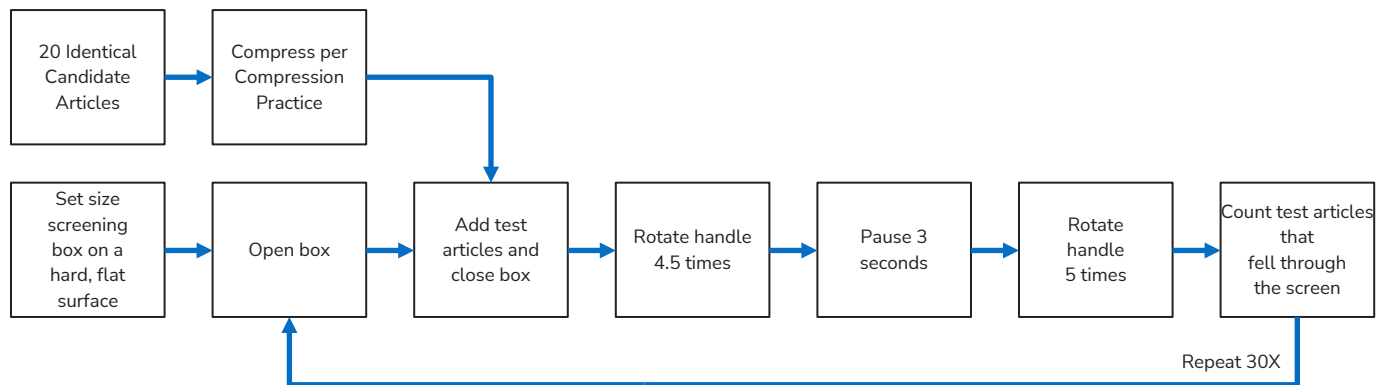 20 Identical
Candidate
Articles
Compress per
Compression
Practice
Set size
screening
box on a
hard, flat
surface
Open box
Add test
articles and
close box
Rotate handle
4.5 times
Pause 3
seconds
Rotate
handle
5 times
Count test articles
that
fell through
the screen
Repeat 30X